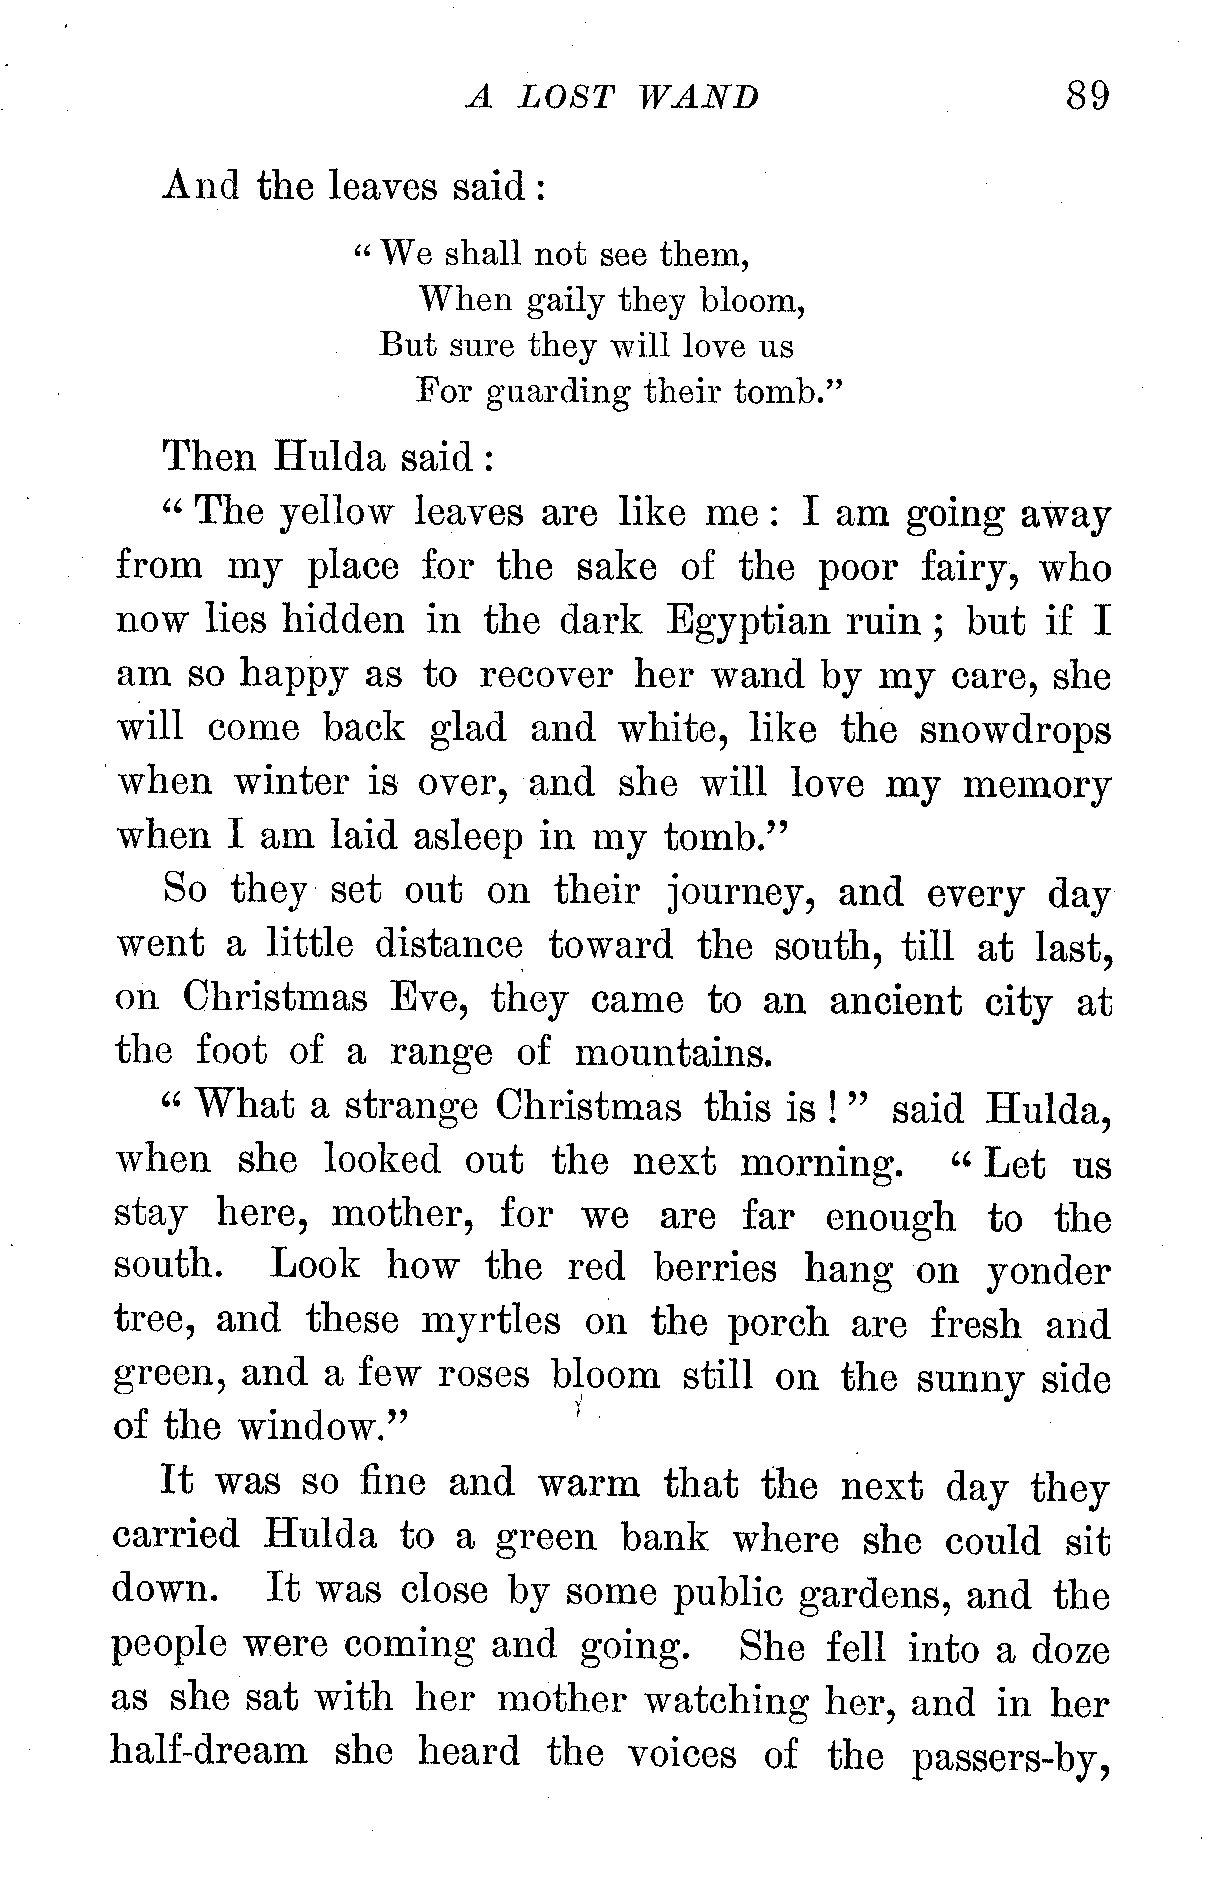 A LOST WAND 89
And the leaves said :
“ We shall not see them,
When gaily they bloom,
But sure they will love us
For guarding their tomb.”
Then Hulda said :
“ The yellow leaves are like me : I am going away
from my place for the sake of the poor fairy, who
now lies hidden in the dark Egyptian ruin ; but if I
am so happy as to recover her wand by my care, she
will come back glad and white, like the snowdrops
when winter is over, and she will love my memory
when I am laid asleep in my tomb.”
So they set out on their journey, and every day
went a little distance toward the south, till at last,
on Christmas Eve, they came to an ancient city at
the foot of a range of mountains.
“ What a strange Christmas this is ! ” said Hulda,
when she looked out the next morning. “ Let us
stay here, mother, for we are far enough to the
south. Look how the red berries hang on yonder
tree, and these myrtles on the porch are fresh and
green, and a few roses bloom still on the sunny side
of the window.”
It was so fine and warm that the next day they
carried Hulda to a green bank where she could sit
down. It was close by some public gardens, and the
people were coming and going. She fell into a doze
as she sat with her mother watching her, and in her
half-dream she heard the voices of the passers-by,